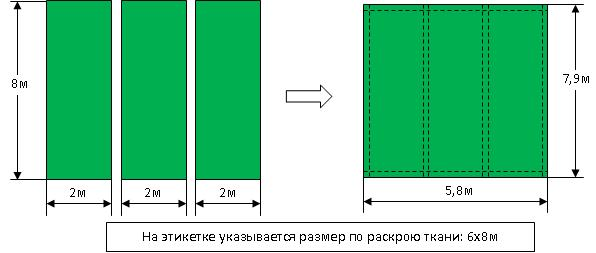 8м
7,9м
2м
2м
2м
5,8м
На этикетке указывается размер по раскрою ткани: 6х8м